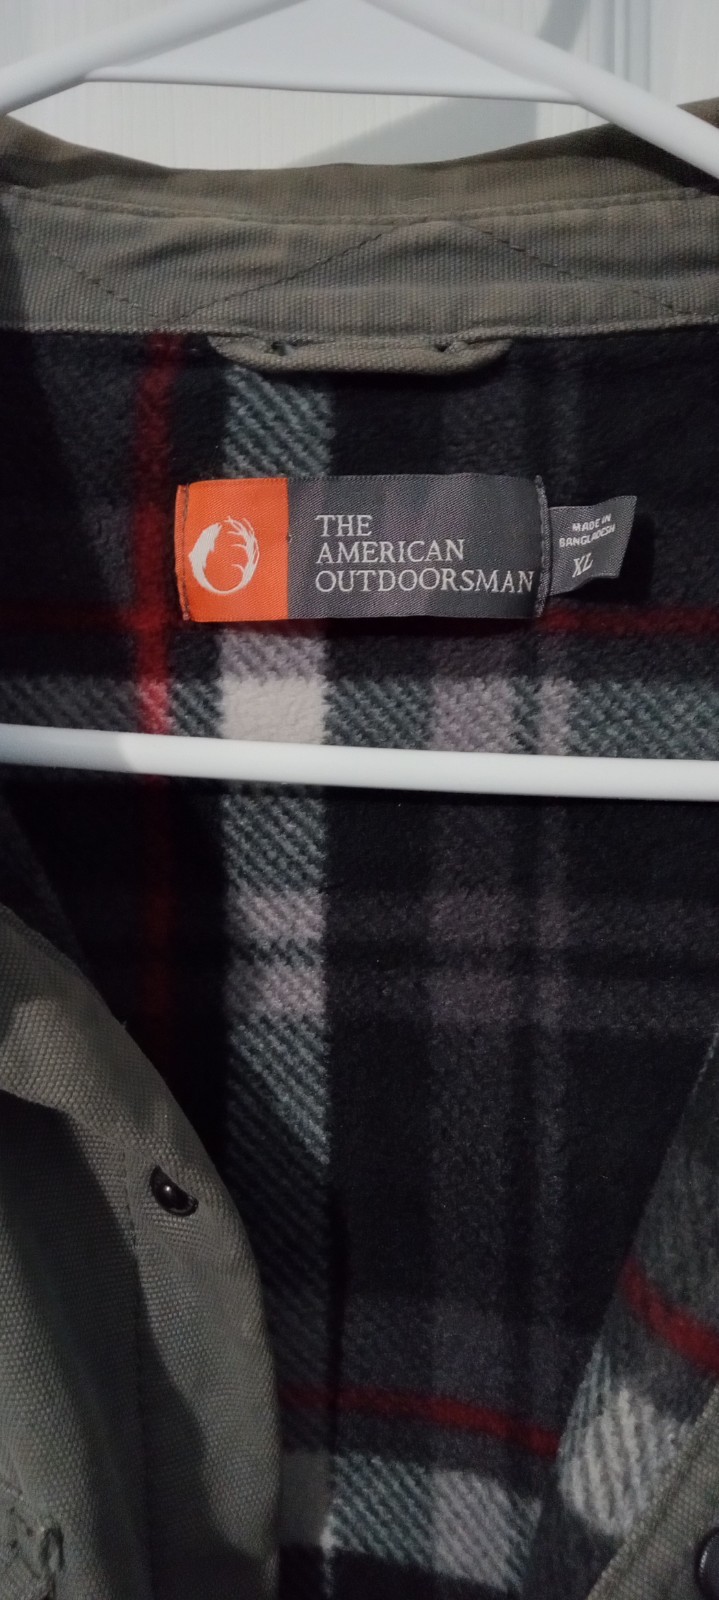 THE
AMERICAN
OUTDOORSMAN
MADE IN
BANGLADESH
XL